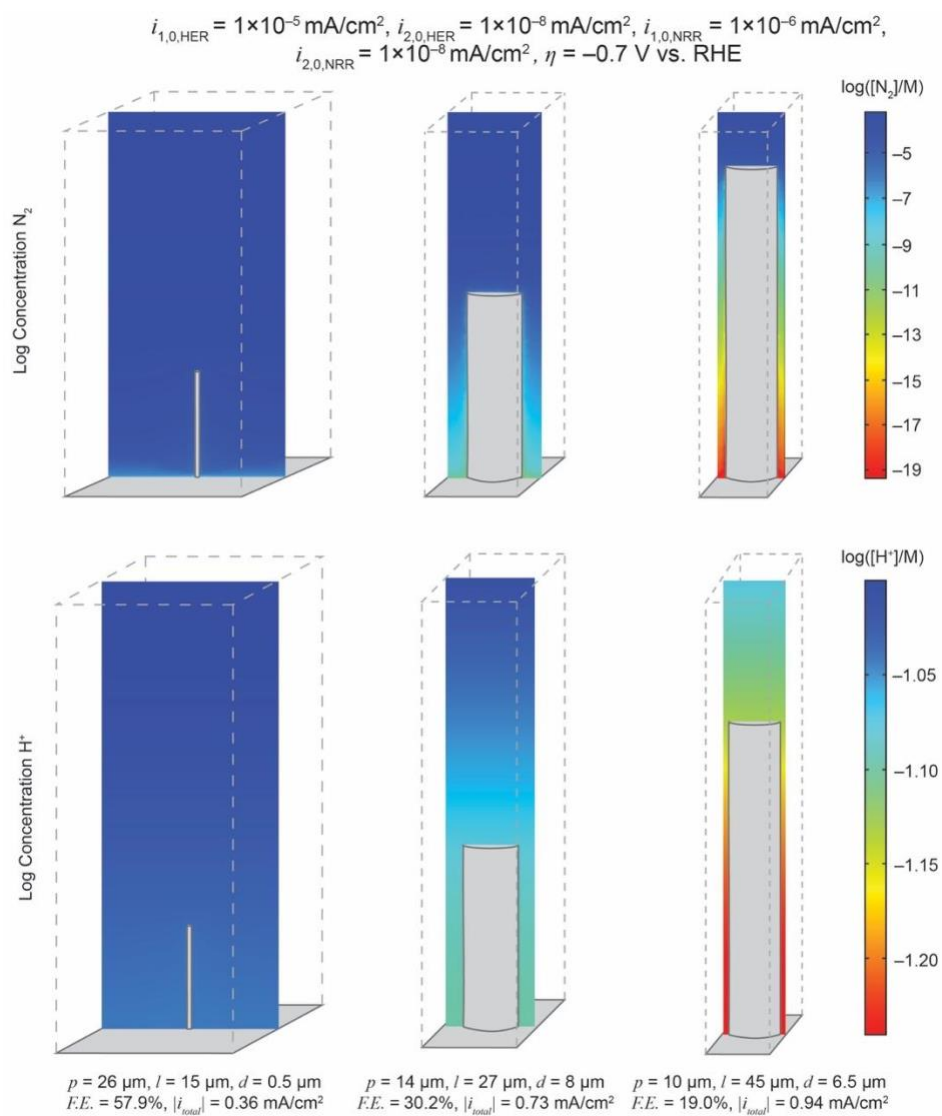 i1,0,HER = 1×10⁻⁵ mA/cm², i2,0,HER = 1×10⁻⁸ mA/cm², i1,0,NRR = 1×10⁻⁶ mA/cm²,
i2,0,NRR = 1×10⁻⁸ mA/cm², η = –0.7 V vs. RHE
log([N₂]/M)
Log Concentration N₂
–5
–7
–9
–11
–13
–15
–17
–19
log([H⁺]/M)
Log Concentration H⁺
–1.05
–1.10
–1.15
–1.20
p = 26 µm, l = 15 µm, d = 0.5 µm
F.E. = 57.9%, |i_total| = 0.36 mA/cm²
p = 14 µm, l = 27 µm, d = 8 µm
F.E. = 30.2%, |i_total| = 0.73 mA/cm²
p = 10 µm, l = 45 µm, d = 6.5 µm
F.E. = 19.0%, |i_total| = 0.94 mA/cm²